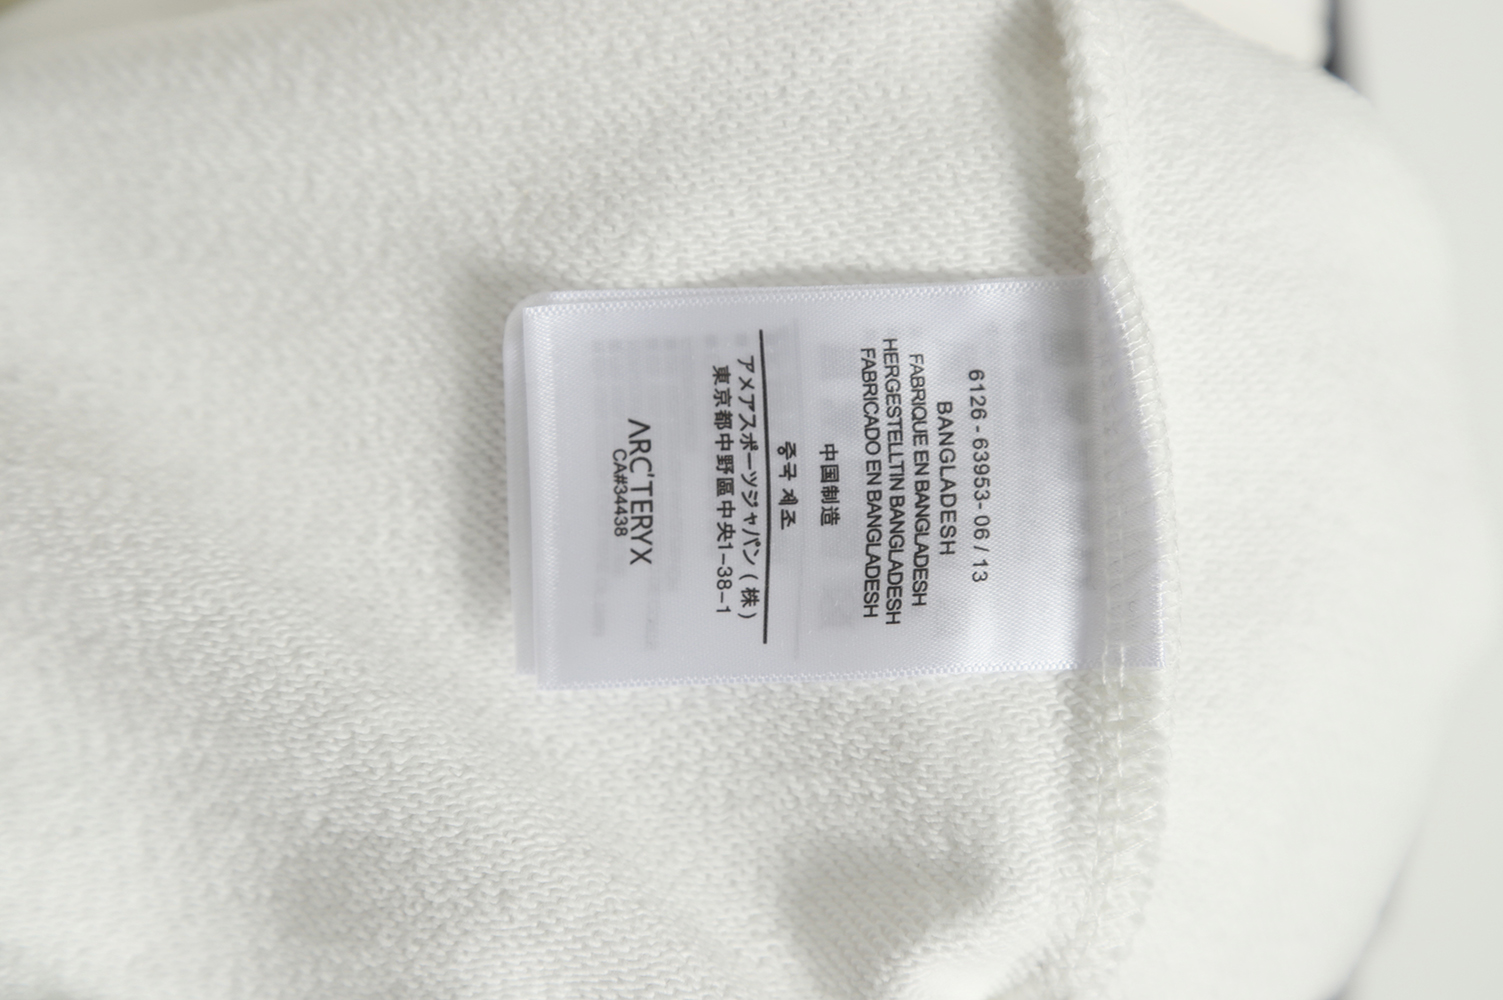 6126 - 63953- 06 / 13
BANGLADESH
FABRIQUE EN BANGLADESH
HERGESTELLTIN BANGLADESH
FABRICADO EN BANGLADESH
中国制造
중국 제조
アメアスポーツジャパン(株)
東京都中野區中央1-38-1
ARC'TERYX
CA#34438